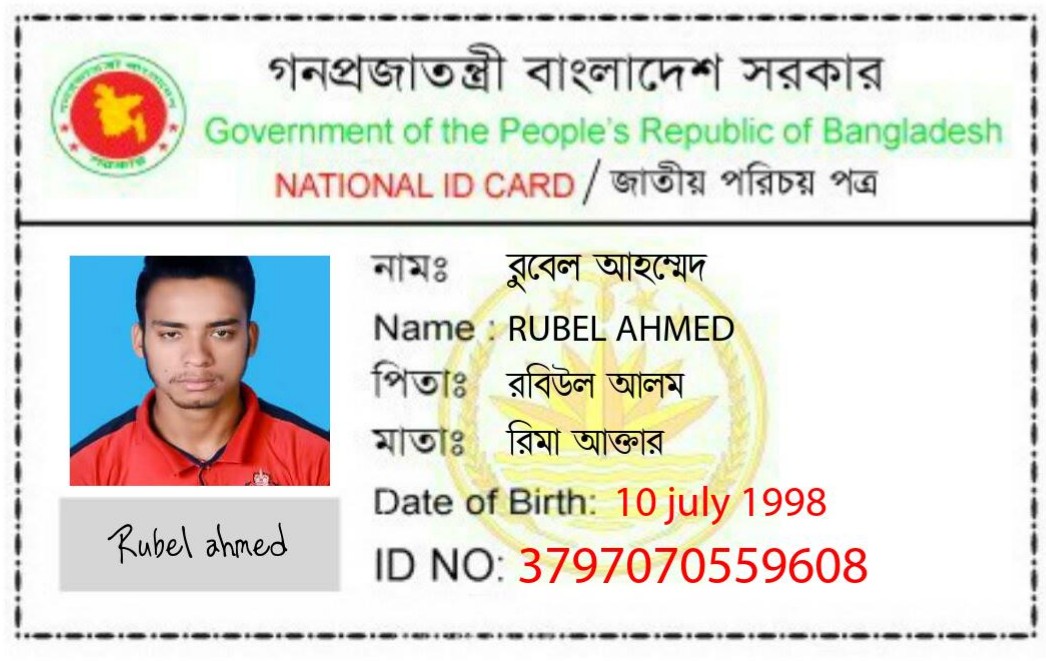 গনপ্রজাতন্ত্রী বাংলাদেশ সরকার
Government of the People's Republic of Bangladesh
NATIONAL ID CARD / জাতীয় পরিচয় পত্র
নামঃ রুবেল আহম্মেদ
Name : RUBEL AHMED
পিতাঃ রবিউল আলম
মাতাঃ রিমা আক্তার
Date of Birth: 10 july 1998
ID NO: 3797070559608
Rubel ahmed